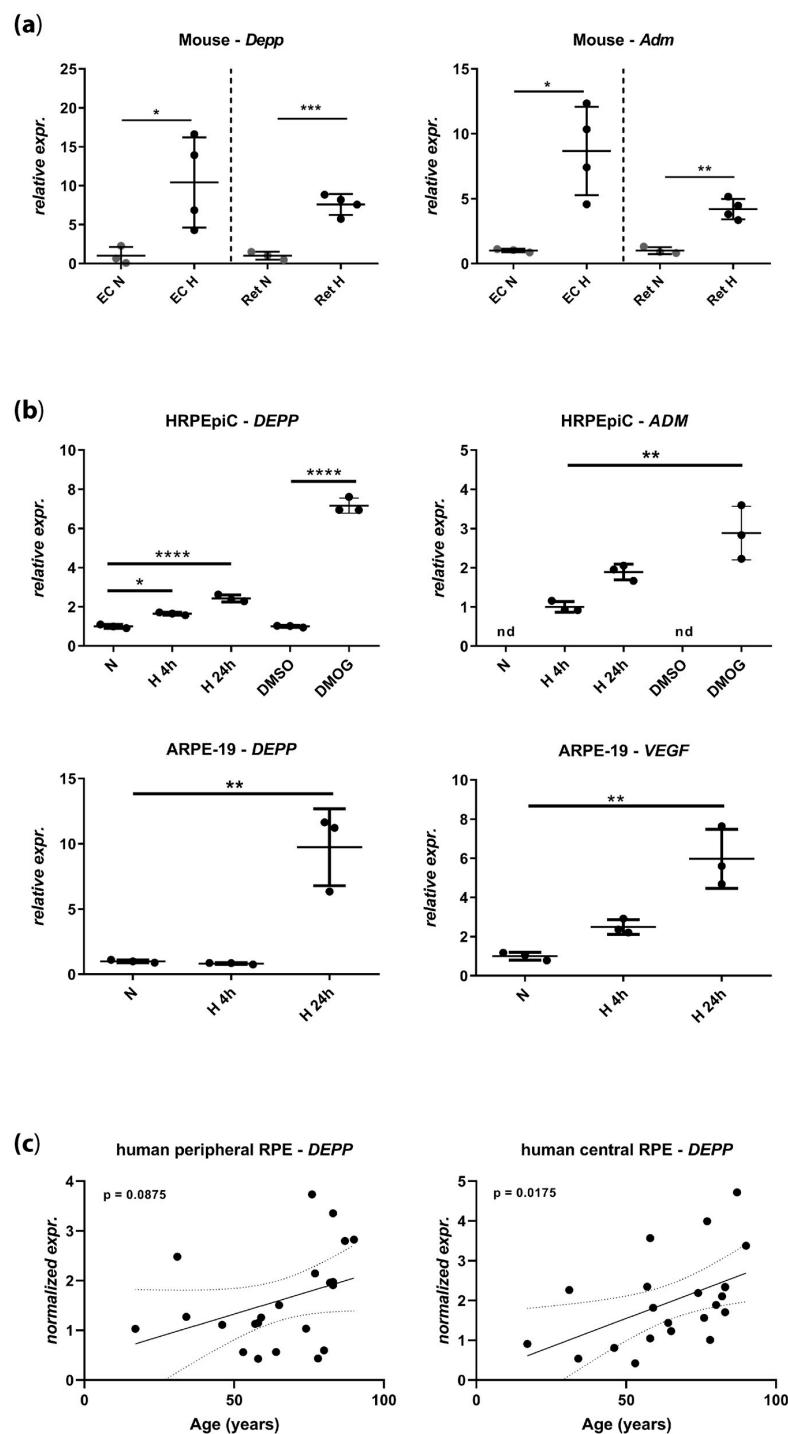 (a)
Mouse - Depp
relative expr.
25
20
15
10
5
0
*
***
EC N
EC H
Ret N
Ret H
Mouse - Adm
relative expr.
15
10
5
0
*
**
EC N
EC H
Ret N
Ret H
(b)
HRPEpiC - DEPP
relative expr.
10
8
6
4
2
0
****
****
*
N
H 4h
H 24h
DMSO
DMOG
HRPEpiC - ADM
relative expr.
5
4
3
2
1
0
**
nd
nd
N
H 4h
H 24h
DMSO
DMOG
ARPE-19 - DEPP
relative expr.
15
10
5
0
**
N
H 4h
H 24h
ARPE-19 - VEGF
relative expr.
10
8
6
4
2
0
**
N
H 4h
H 24h
(c)
human peripheral RPE - DEPP
normalized expr.
4
3
2
1
0
p = 0.0875
0
50
100
Age (years)
human central RPE - DEPP
normalized expr.
5
4
3
2
1
0
p = 0.0175
0
50
100
Age (years)